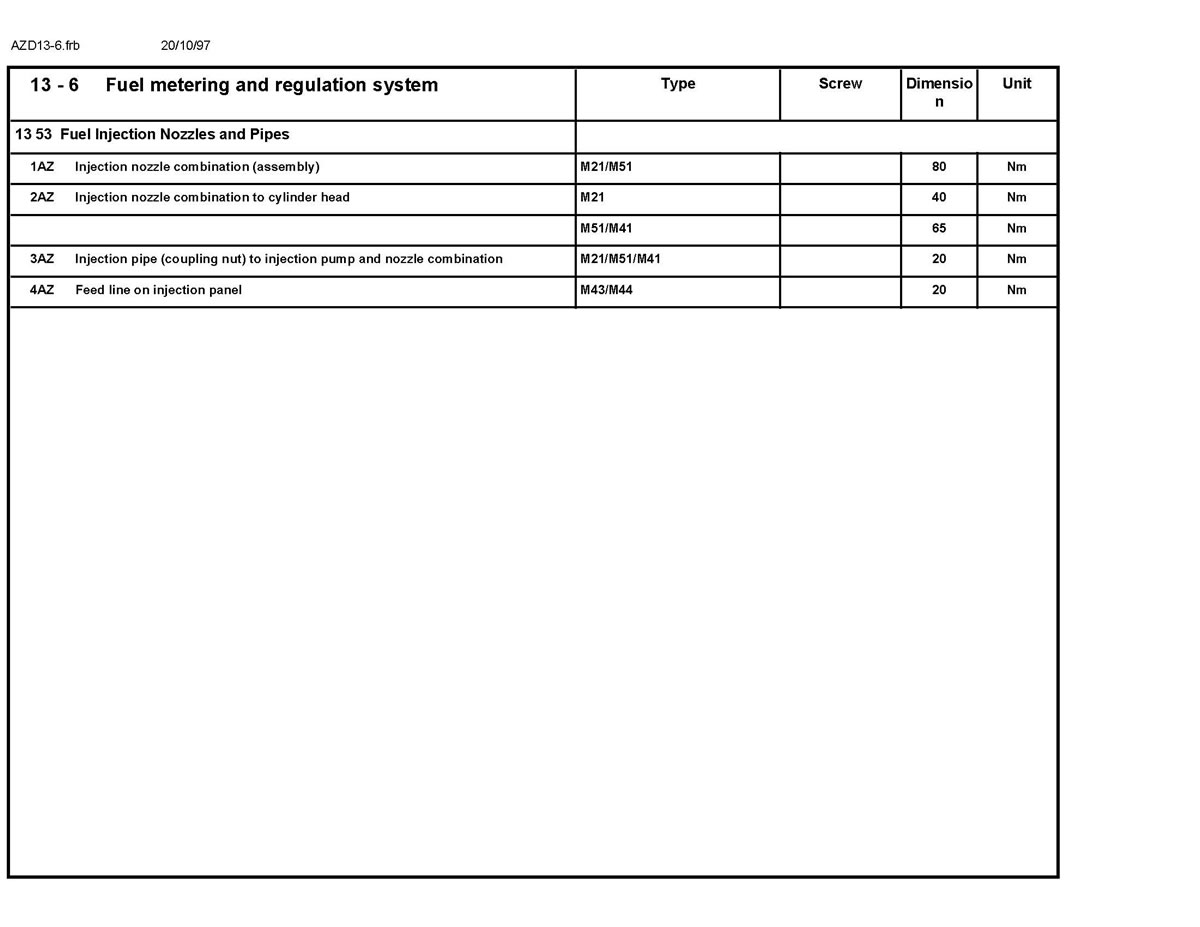 AZD13-6.frb 20/10/97
13 - 6 Fuel metering and regulation system Type Screw Dimensio Unit
n
13 53 Fuel Injection Nozzles and Pipes
1AZ Injection nozzle combination (assembly) M21/M51 80 Nm
2AZ Injection nozzle combination to cylinder head M21 40 Nm
M51/M41 65 Nm
3AZ Injection pipe (coupling nut) to injection pump and nozzle combination M21/M51/M41 20 Nm
4AZ Feed line on injection panel M43/M44 20 Nm